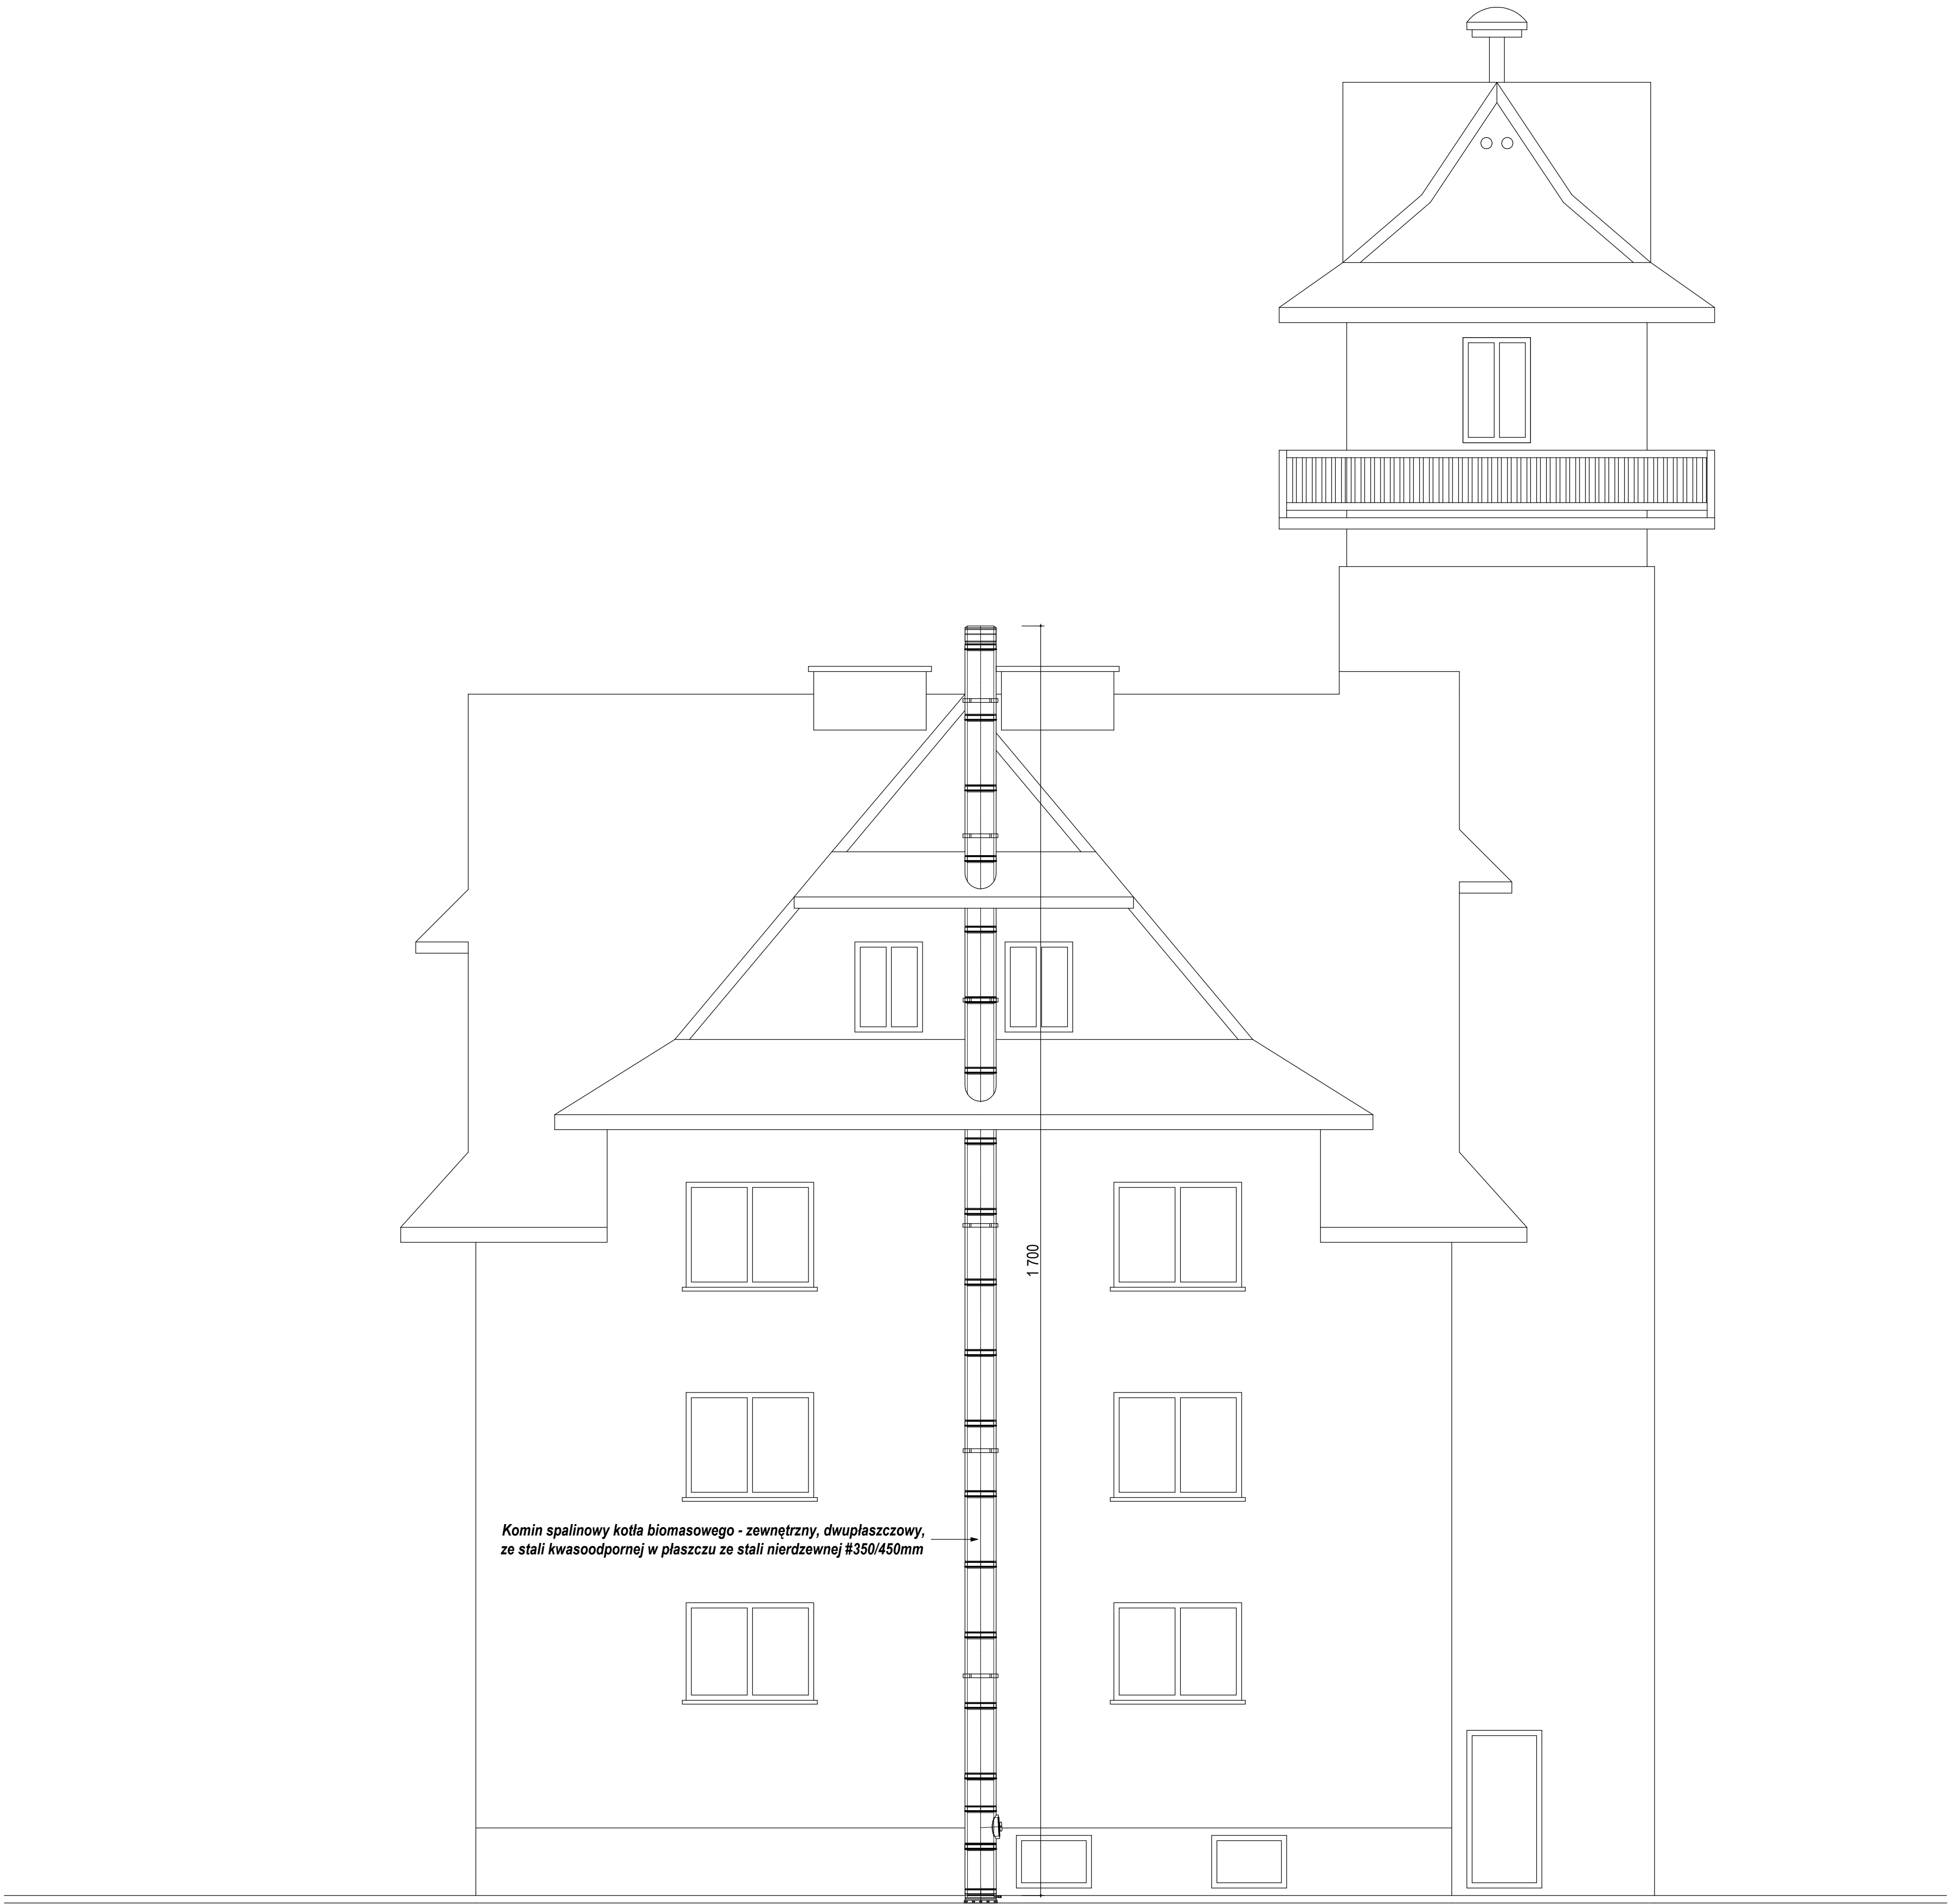 1 700
Komin spalinowy kotła biomasowego - zewnętrzny, dwupłaszczowy,
ze stali kwasoodpornej w płaszczu ze stali nierdzewnej #350/450mm